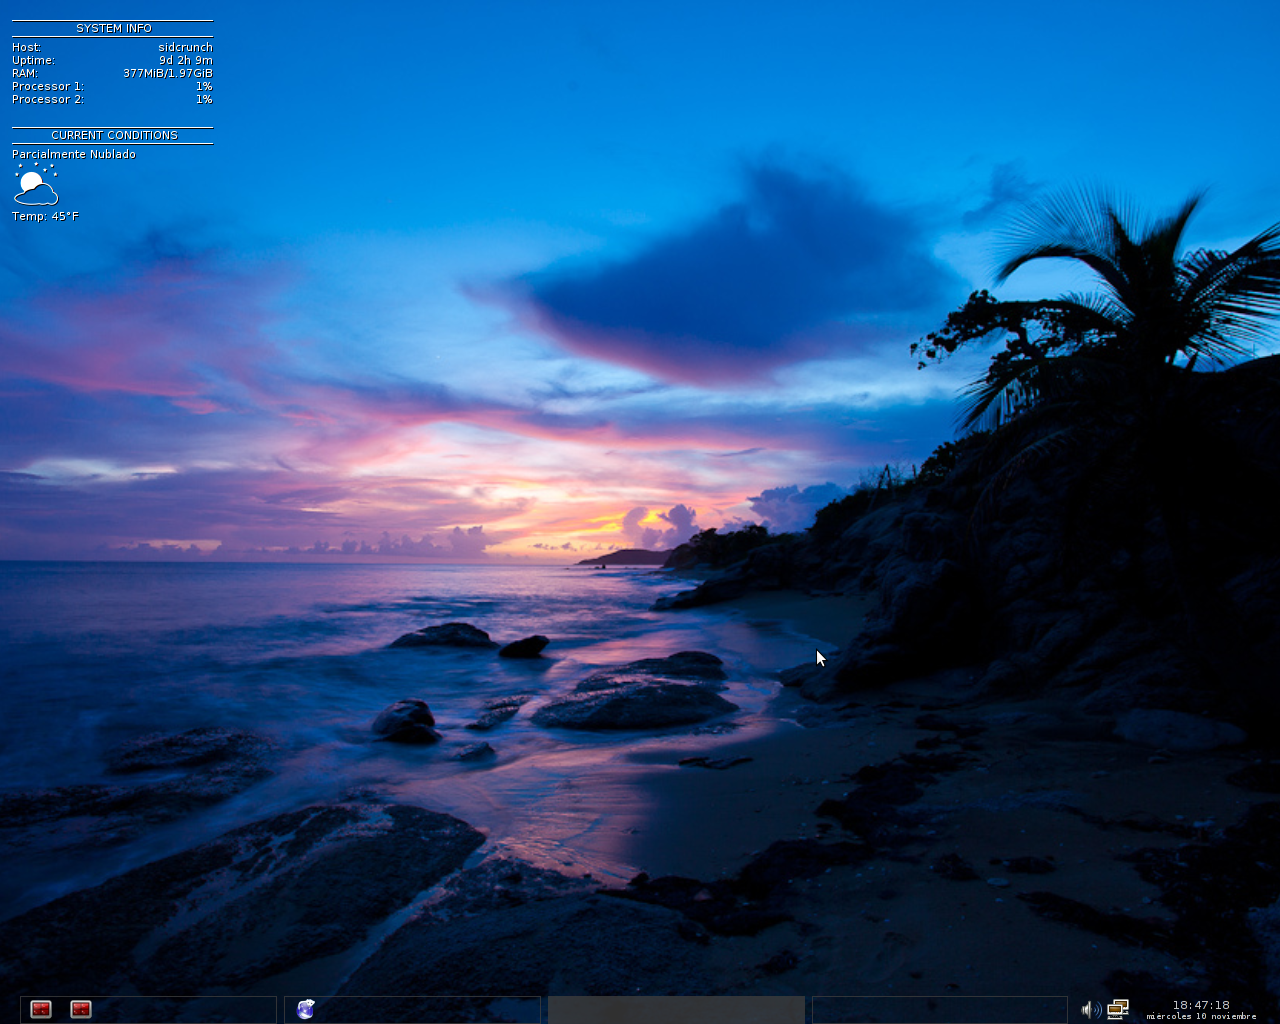 SYSTEM INFO
Host: sidcrunch
Uptime: 9d 2h 9m
RAM: 377MiB/1.97GiB
Processor 1: 1%
Processor 2: 1%
CURRENT CONDITIONS
Parcialmente Nublado
Temp: 45°F
18:47:18
miércoles 10 noviembre